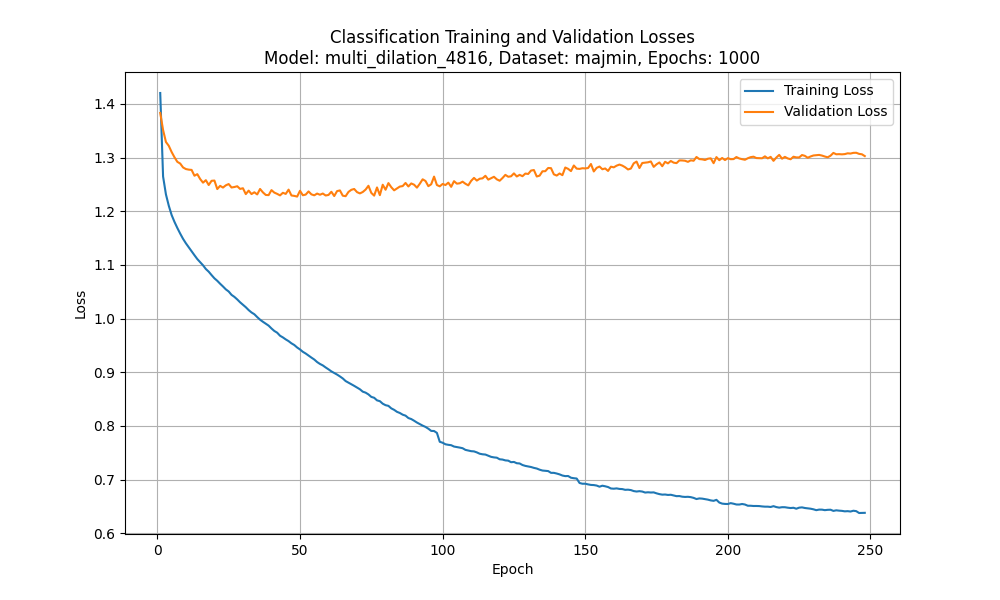 Classification Training and Validation Losses
Model: multi_dilation_4816, Dataset: majmin, Epochs: 1000
Training Loss
Validation Loss
1.4
1.3
1.2
1.1
1.0
0.9
0.8
0.7
0.6
Loss
0 50 100 150 200 250
Epoch